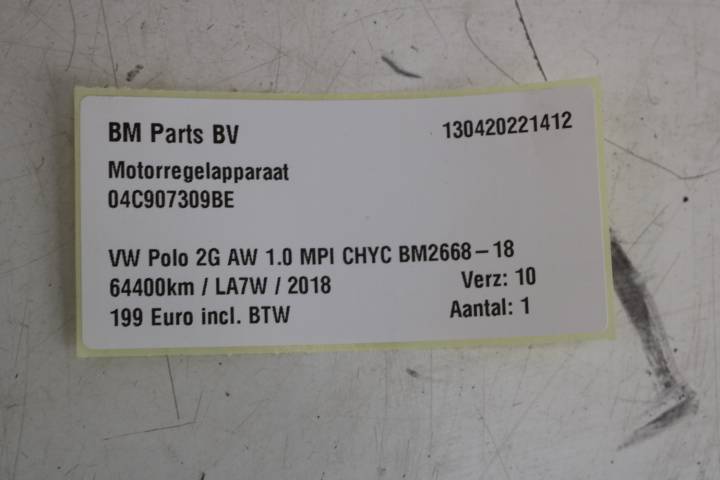 BM Parts BV 130420221412
Motorregelapparaat
04C907309BE
VW Polo 2G AW 1.0 MPI CHYC BM2668-18
64400km / LA7W / 2018 Verz: 10
199 Euro incl. BTW Aantal: 1